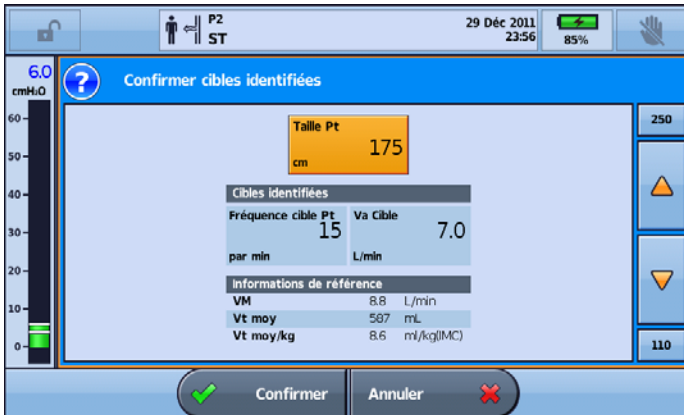 P2
ST
29 Déc 2011
23:56
85%
6.0
cmH₂O
60
50
40
30
20
10
0
Confirmer cibles identifiées
Taille Pt
175
cm
Cibles identifiées
Fréquence cible Pt
15
par min
Va Cible
7.0
L/min
Informations de référence
VM 8.8 L/min
Vt moy 587 mL
Vt moy/kg 8.6 ml/kg(IMC)
250
110
Confirmer
Annuler